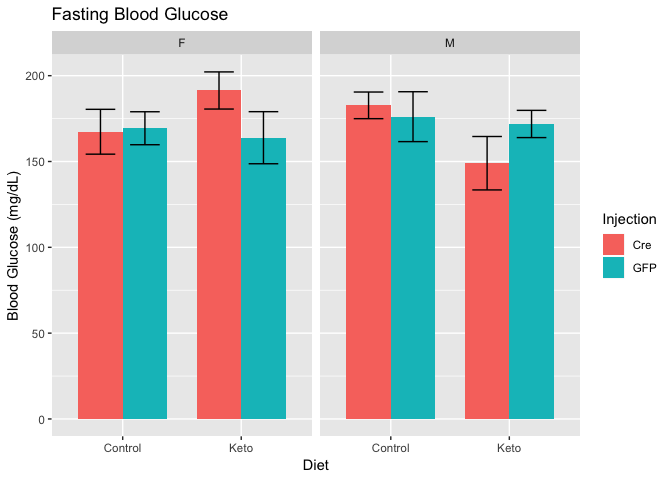 Fasting Blood Glucose
F
M
200
150
100
50
0
Blood Glucose (mg/dL)
Control
Keto
Control
Keto
Diet
Injection
Cre
GFP